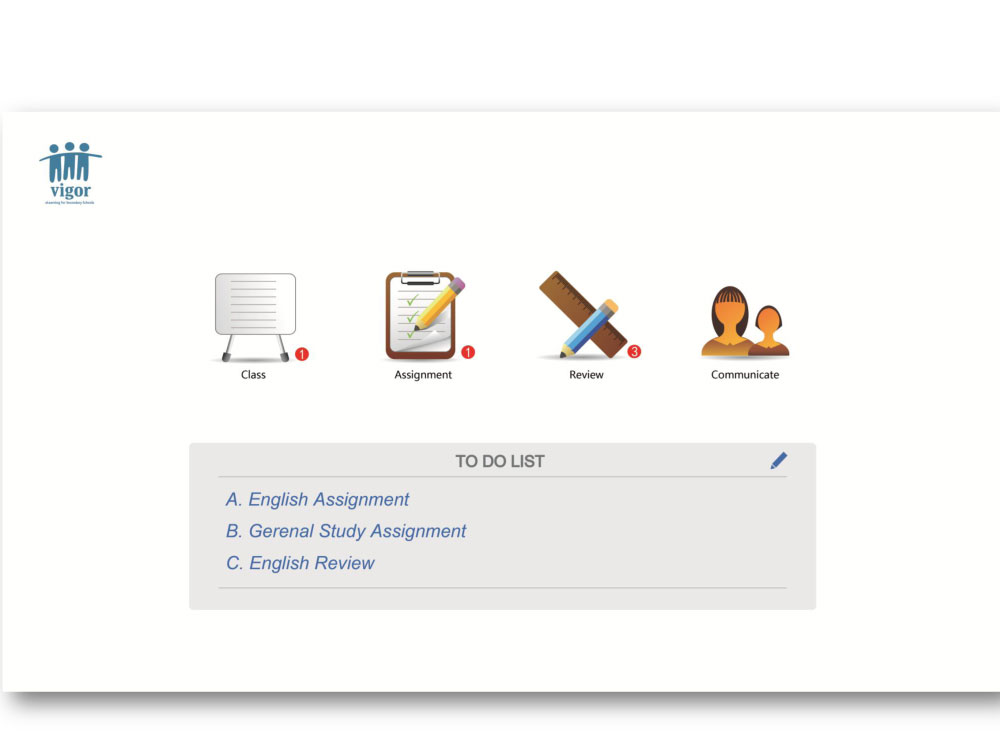 vigor
eLearning for Secondary Schools
1
1
3
Class
Assignment
Review
Communicate
TO DO LIST
A. English Assignment
B. Gerenal Study Assignment
C. English Review